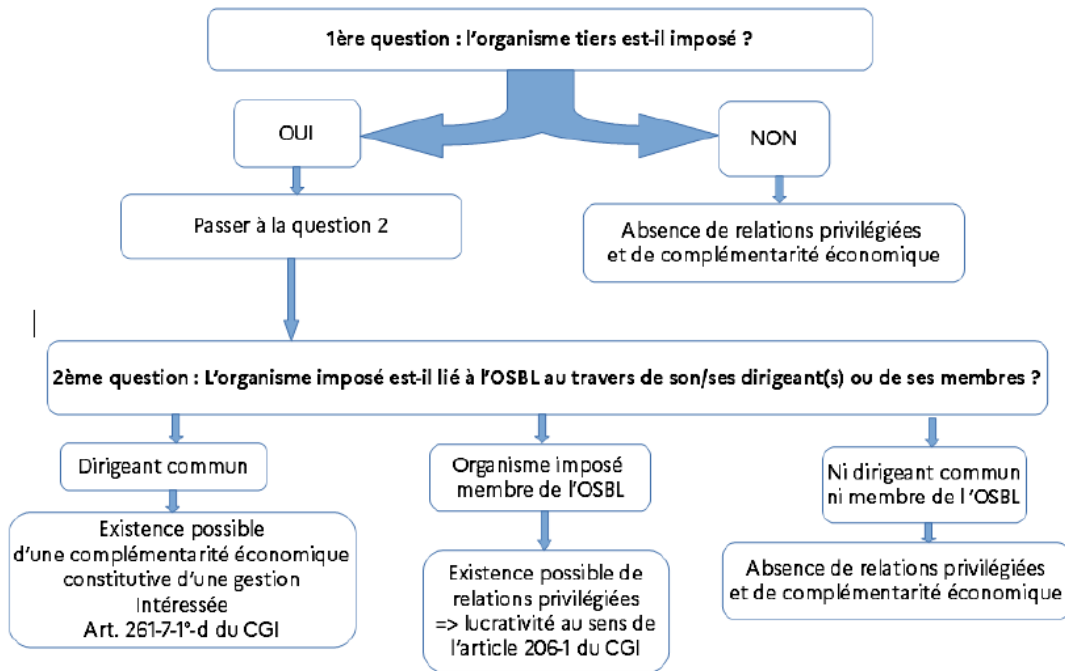 1ère question : l'organisme tiers est-il imposé ?
OUI
NON
Passer à la question 2
Absence de relations privilégiées
et de complémentarité économique
2ème question : L'organisme imposé est-il lié à l'OSBL au travers de son/ses dirigeant(s) ou de ses membres ?
Dirigeant commun
Organisme imposé
membre de l'OSBL
Ni dirigeant commun
ni membre de l'OSBL
Existence possible
d'une complémentarité économique
constitutive d'une gestion
Intéressée
Art. 261-7-1°-d du CGI
Existence possible de
relations privilégiées
=> lucrativité au sens de
l'article 206-1 du CGI
Absence de relations privilégiées
et de complémentarité économique